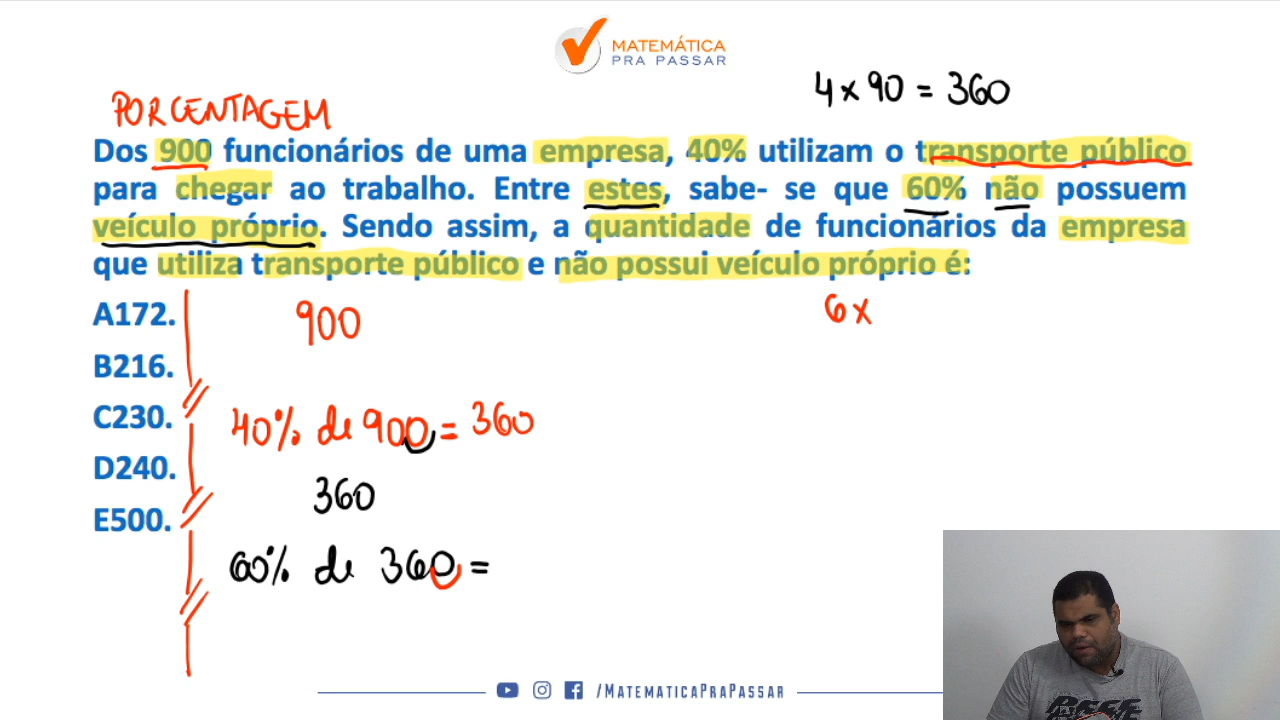 MATEMÁTICA
PRA PASSAR
4 x 90 = 360
PORCENTAGEM
Dos 900 funcionários de uma empresa, 40% utilizam o transporte público
para chegar ao trabalho. Entre estes, sabe- se que 60% não possuem
veículo próprio. Sendo assim, a quantidade de funcionários da empresa
que utiliza transporte público e não possui veículo próprio é:
A172.
B216.
C230.
D240.
E500.
900
6 x
40% de 900 = 360
360
60% de 360 =
/MATEMATICAPRAPASSAR